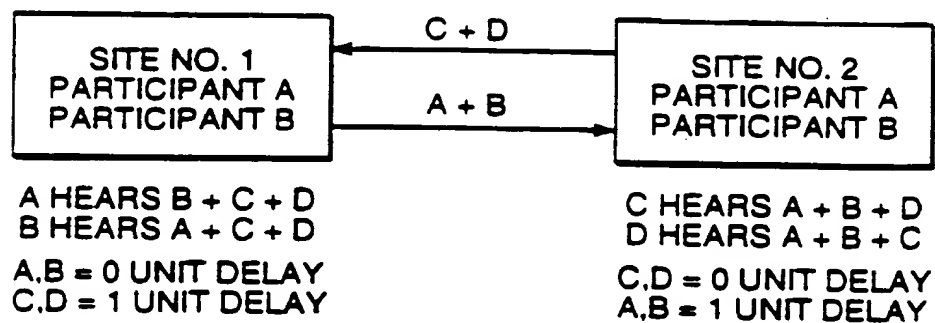 SITE NO. 1
PARTICIPANT A
PARTICIPANT B
C + D
A + B
SITE NO. 2
PARTICIPANT A
PARTICIPANT B
A HEARS B + C + D
B HEARS A + C + D
A,B = 0 UNIT DELAY
C,D = 1 UNIT DELAY
C HEARS A + B + D
D HEARS A + B + C
C,D = 0 UNIT DELAY
A,B = 1 UNIT DELAY